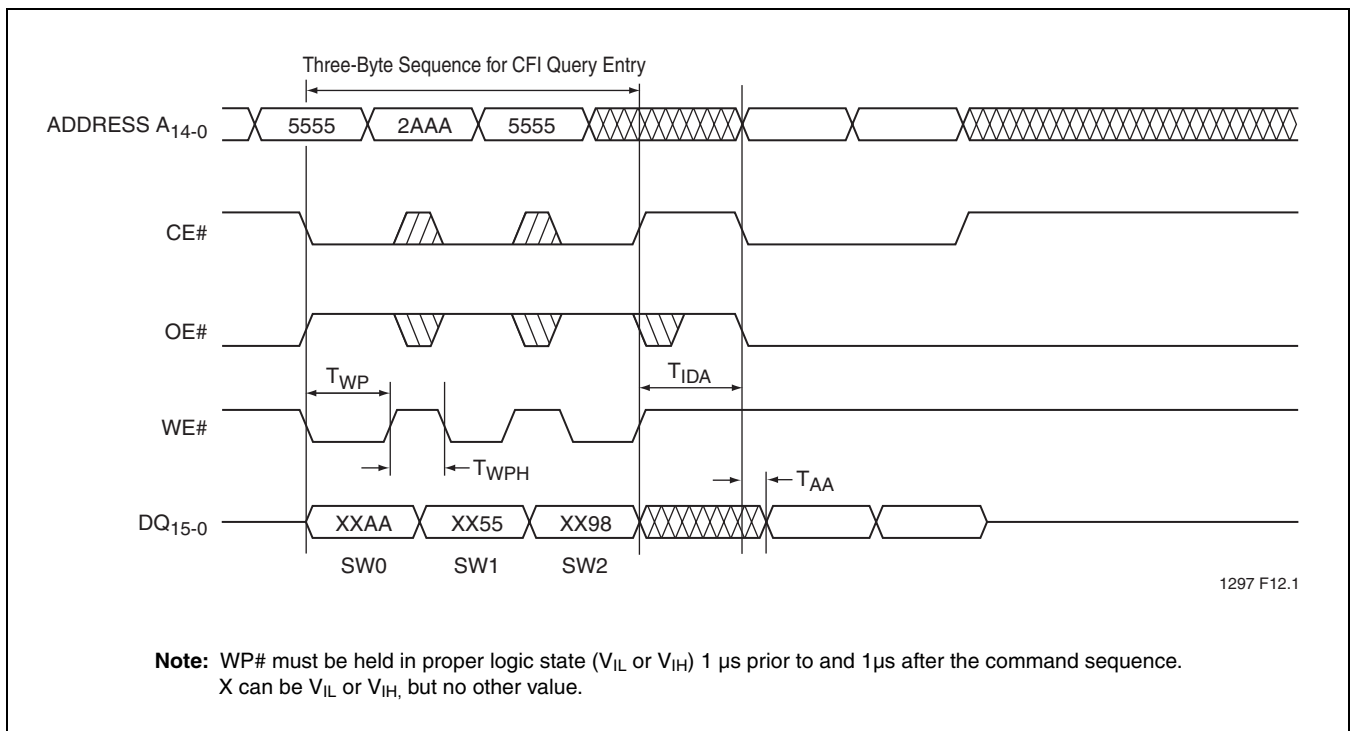 Three-Byte Sequence for CFI Query Entry
ADDRESS A14-0
5555 2AAA 5555
CE#
OE#
TWP TIDA
WE#
TWPH TAA
DQ15-0
XXAA XX55 XX98
SW0 SW1 SW2
1297 F12.1
Note: WP# must be held in proper logic state (VIL or VIH) 1 µs prior to and 1µs after the command sequence.
X can be VIL or VIH, but no other value.